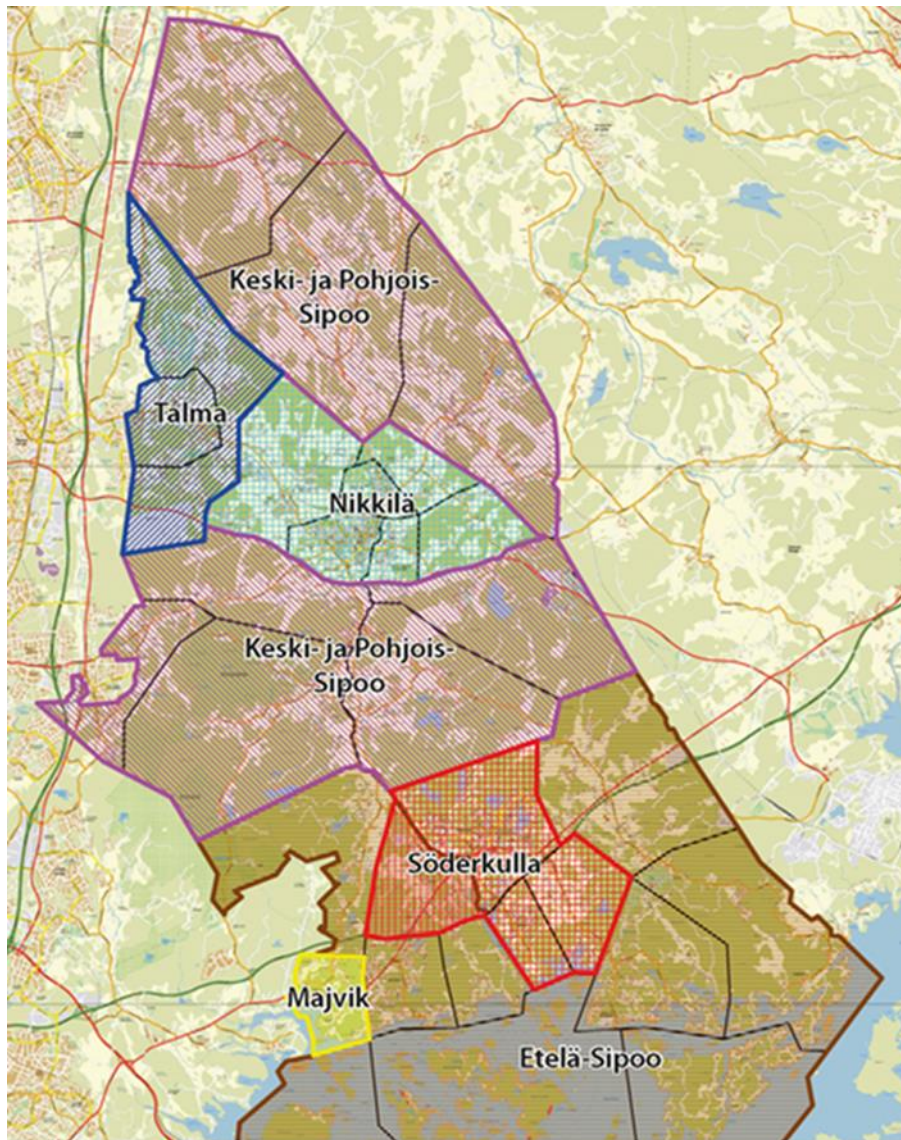 Keski- ja Pohjois-
Sipoo
Talma
Nikkilä
Keski- ja Pohjois-
Sipoo
Söderkulla
Majvik
Etelä-Sipoo